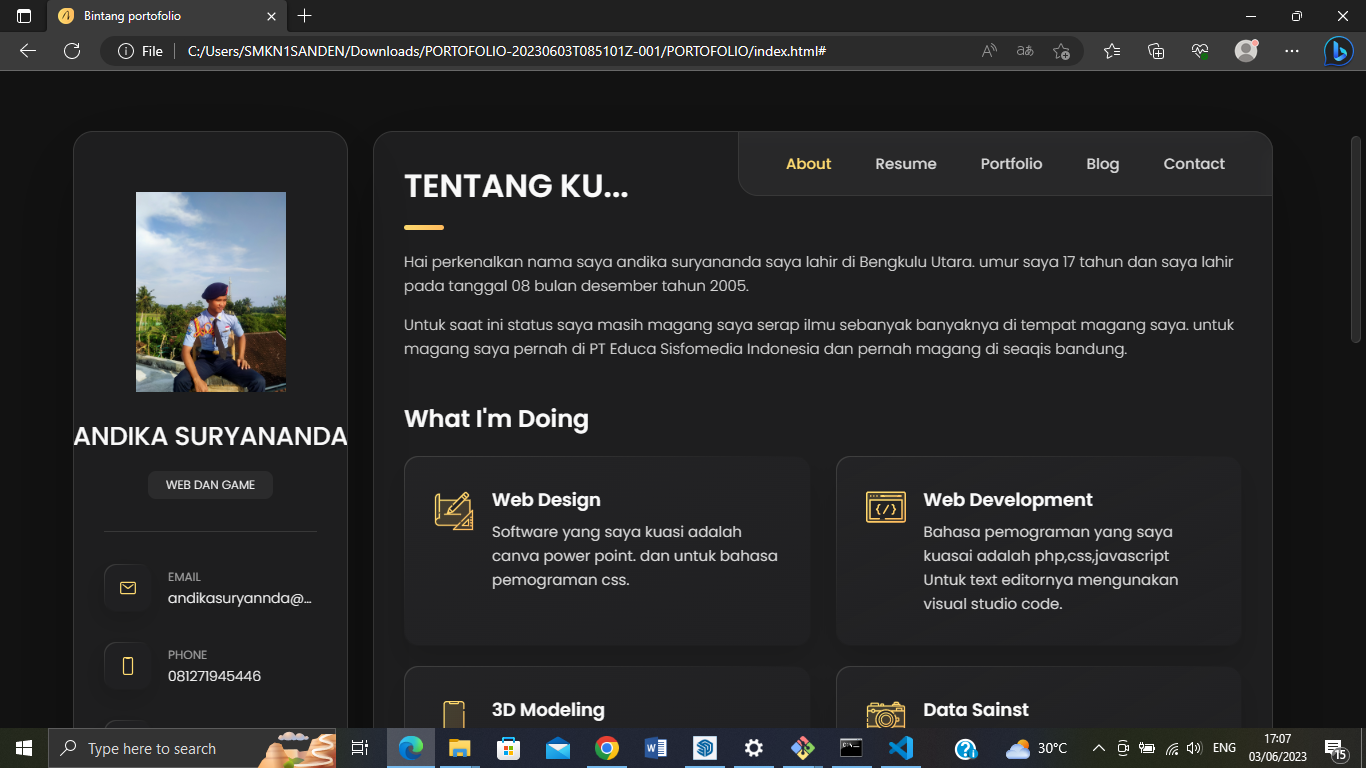 Bintang portofolio
File
C:/Users/SMKN1SANDEN/Downloads/PORTOFOLIO-20230603T085101Z-001/PORTOFOLIO/index.html#
About
Resume
Portfolio
Blog
Contact
ANDIKA SURYANANDA
WEB DAN GAME
EMAIL
andikasuryannda@...
PHONE
081271945446
TENTANG KU...
Hai perkenalkan nama saya andika suryananda saya lahir di Bengkulu Utara. umur saya 17 tahun dan saya lahir
pada tanggal 08 bulan desember tahun 2005.
Untuk saat ini status saya masih magang saya serap ilmu sebanyak banyaknya di tempat magang saya. untuk
magang saya pernah di PT Educa Sisfomedia Indonesia dan pernah magang di seaqis bandung.
What I'm Doing
Web Design
Software yang saya kuasi adalah
canva power point. dan untuk bahasa
pemograman css.
Web Development
Bahasa pemograman yang saya
kuasai adalah php,css,javascript
Untuk text editornya mengunakan
visual studio code.
3D Modeling
Data Sainst
Type here to search
30°C
ENG
17:07
03/06/2023
15